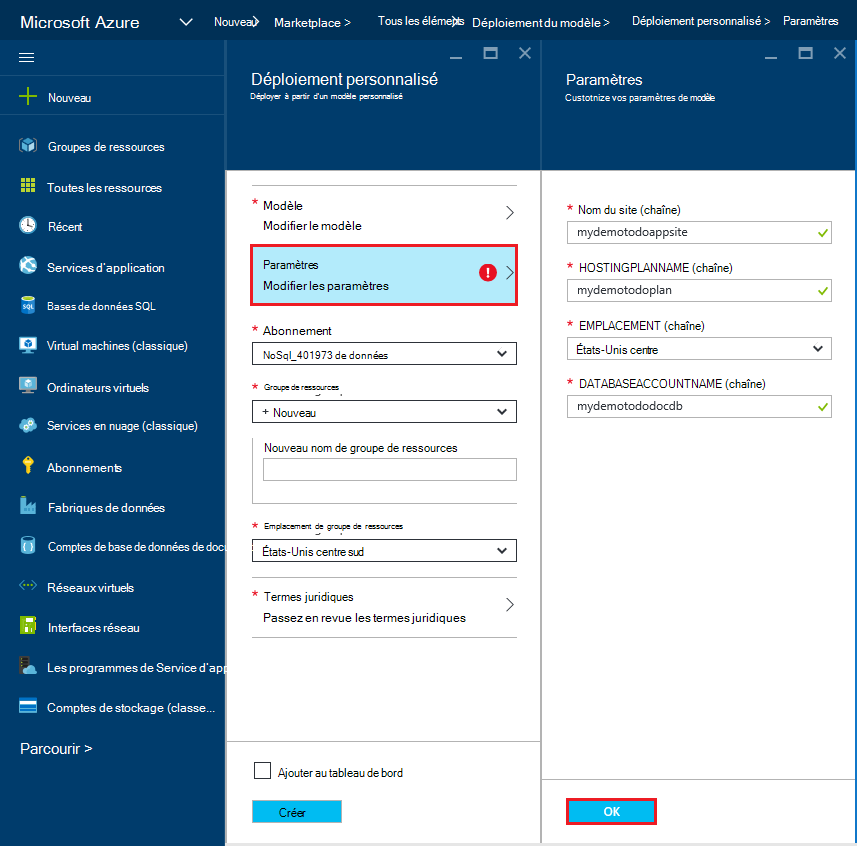 Microsoft Azure
Nouveau
Marketplace >
Tous les éléments
Déploiement du modèle >
Déploiement personnalisé >
Paramètres
Nouveau
Groupes de ressources
Toutes les ressources
Récent
Services d'application
Bases de données SQL
Virtual machines (classique)
Ordinateurs virtuels
Services en nuage (classique)
Abonnements
Fabriques de données
Comptes de base de données de docu
Réseaux virtuels
Interfaces réseau
Les programmes de Service d'app
Comptes de stockage (classe...
Parcourir >
Déploiement personnalisé
Déployer à partir d'un modèle personnalisé
* Modèle
Modifier le modèle
Paramètres
Modifier les paramètres
* Abonnement
NoSql_401973 de données
* Groupe de ressources
+ Nouveau
Nouveau nom de groupe de ressources
* Emplacement de groupe de ressources
États-Unis centre sud
* Termes juridiques
Passez en revue les termes juridiques
Ajouter au tableau de bord
Créer
Paramètres
Custotnize vos paramètres de modèle
* Nom du site (chaîne)
mydemotodoappsite
* HOSTINGPLANNAME (chaîne)
mydemotodoplan
* EMPLACEMENT (chaîne)
États-Unis centre
* DATABASEACCOUNTNAME (chaîne)
mydemotododocdb
OK